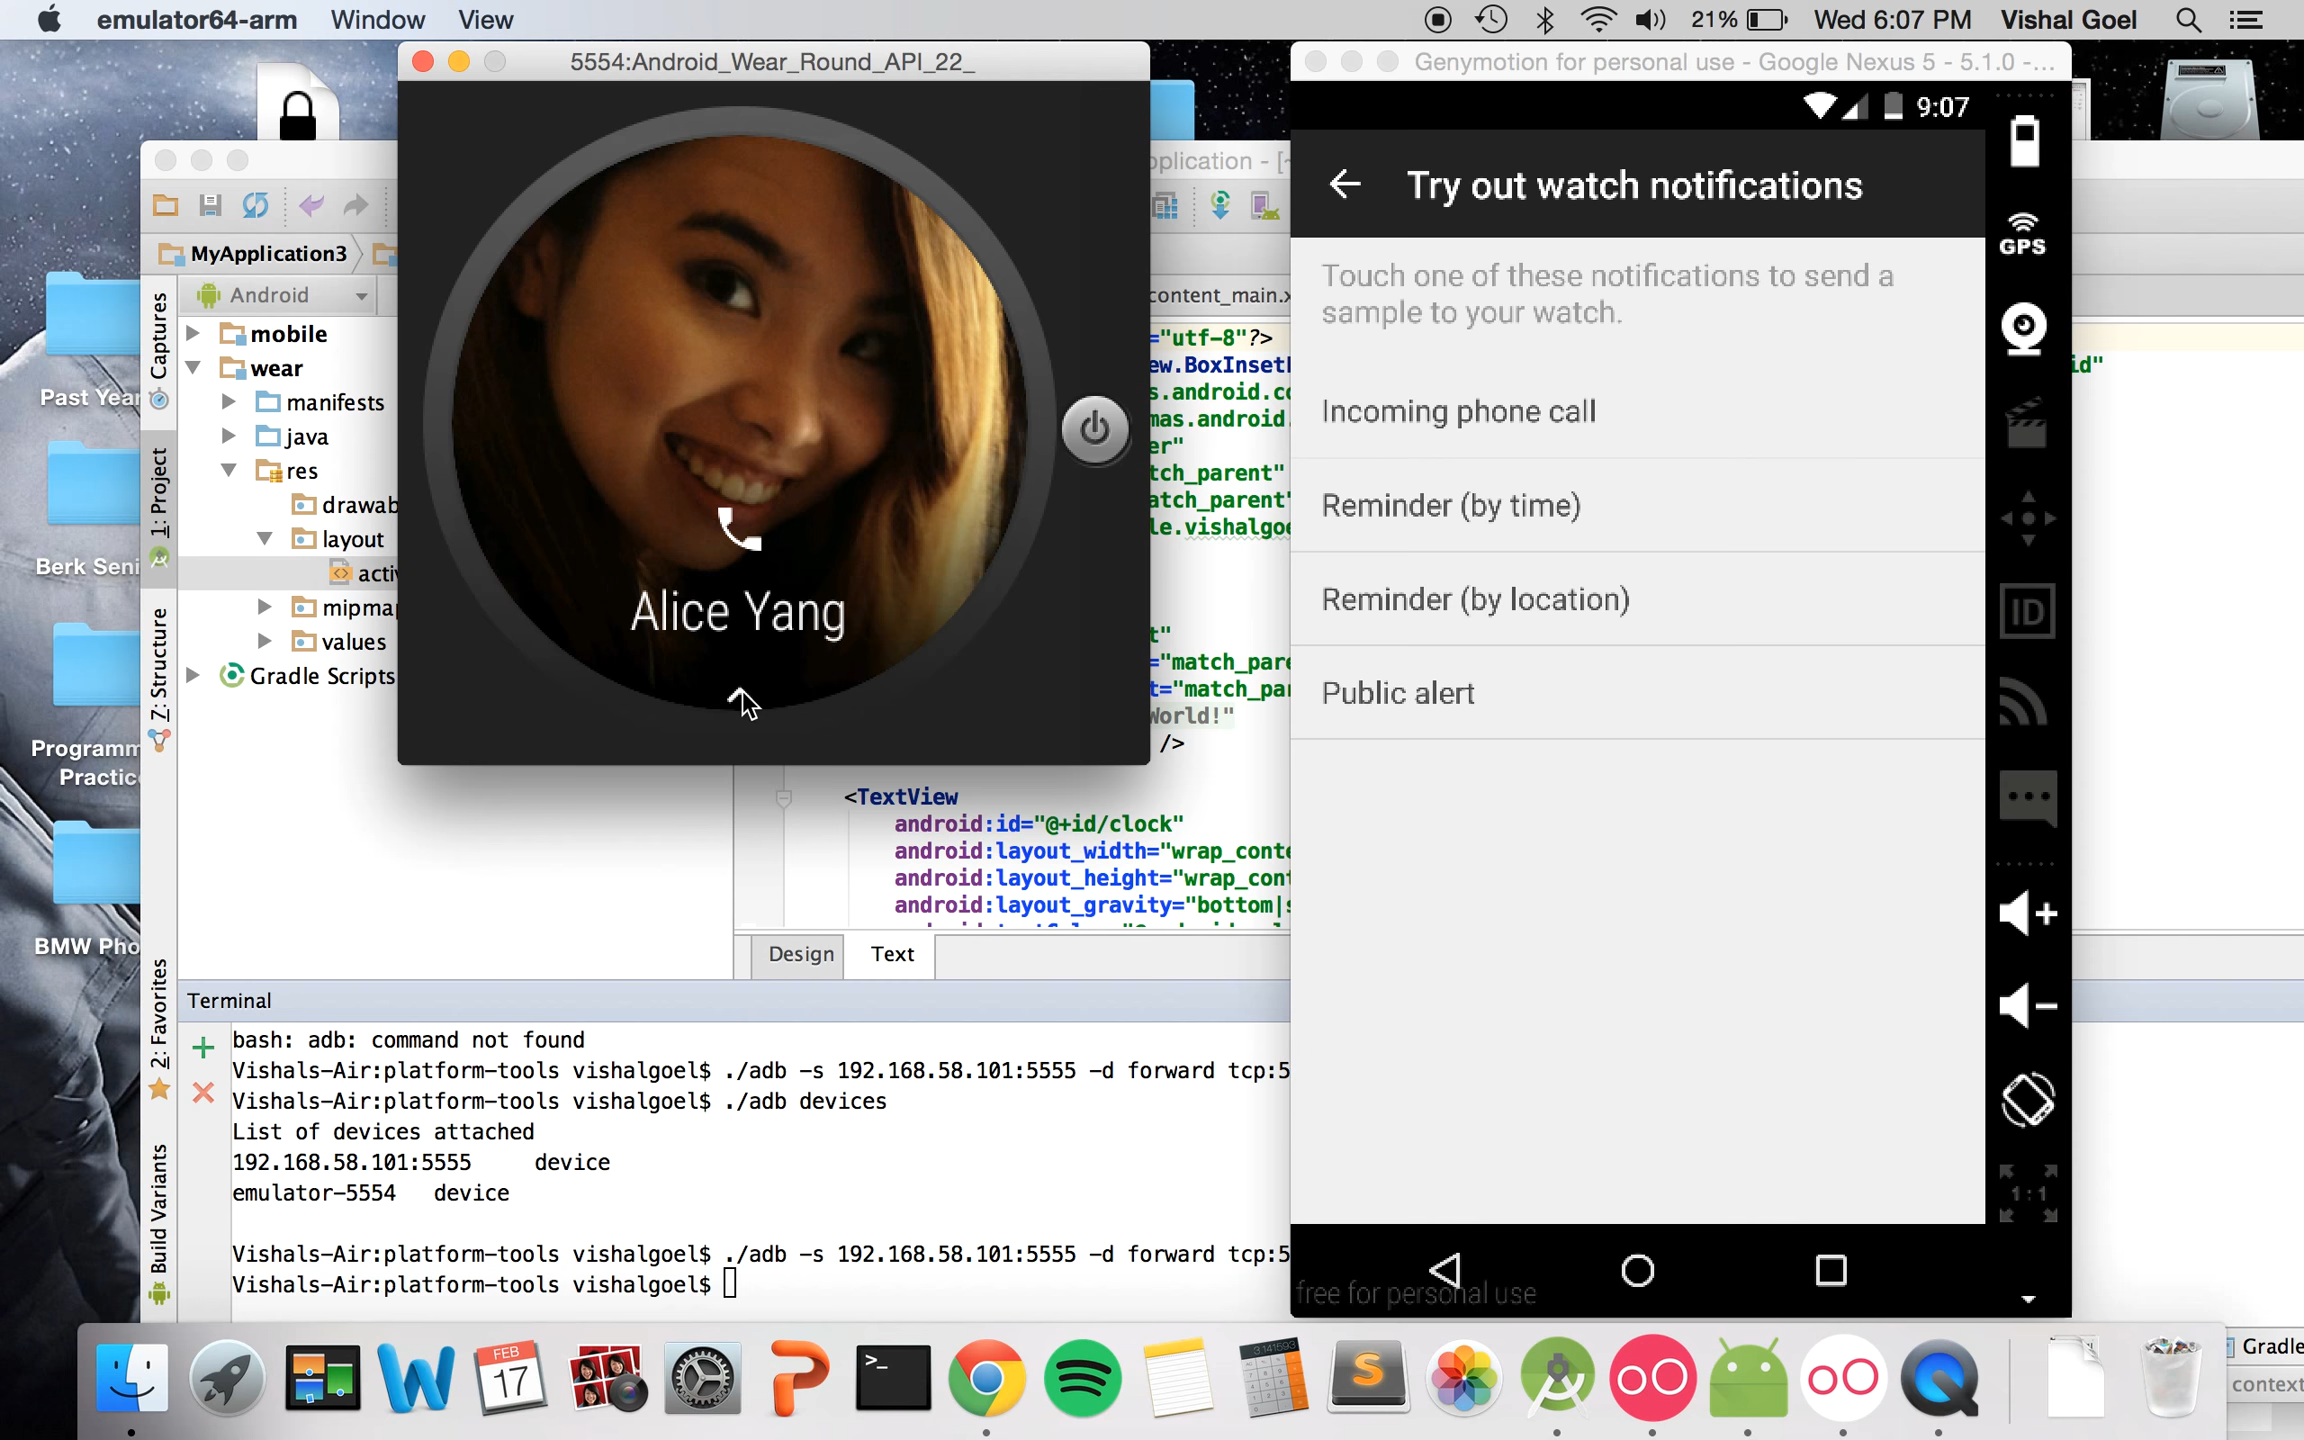 emulator64-arm Window View
21% Wed 6:07 PM Vishal Goel
5554:Android_Wear_Round_API_22_
Alice Yang
Genymotion for personal use - Google Nexus 5 - 5.1.0 -...
9:07
Try out watch notifications
Touch one of these notifications to send a
sample to your watch.
Incoming phone call
Reminder (by time)
Reminder (by location)
Public alert
free for personal use
GPS
ID
1:1
pplication - [
MyApplication3
Android
mobile
wear
manifests
java
res
drawab
layout
activ
mipmap
values
Gradle Scripts
Captures
1: Project
Z: Structure
2: Favorites
Build Variants
Past Year
Berk Seni
Programm
Practic
BMW Pho
content_main.x
="utf-8"?>
ew.BoxInset
s.android.co
id"
mas.android.
er"
tch_parent"
atch_parent"
le.vishalgoe
t"
="match_pare
t="match_par
World!"
/>
<TextView
android:id="@+id/clock"
android:layout_width="wrap_conte
android:layout_height="wrap_cont
android:layout_gravity="bottom|s
Design Text
Terminal
bash: adb: command not found
Vishals-Air:platform-tools vishalgoel$ ./adb -s 192.168.58.101:5555 -d forward tcp:5
Vishals-Air:platform-tools vishalgoel$ ./adb devices
List of devices attached
192.168.58.101:5555 device
emulator-5554 device
Vishals-Air:platform-tools vishalgoel$ ./adb -s 192.168.58.101:5555 -d forward tcp:5
Vishals-Air:platform-tools vishalgoel$
FEB
17
3.141593
Gradle
context